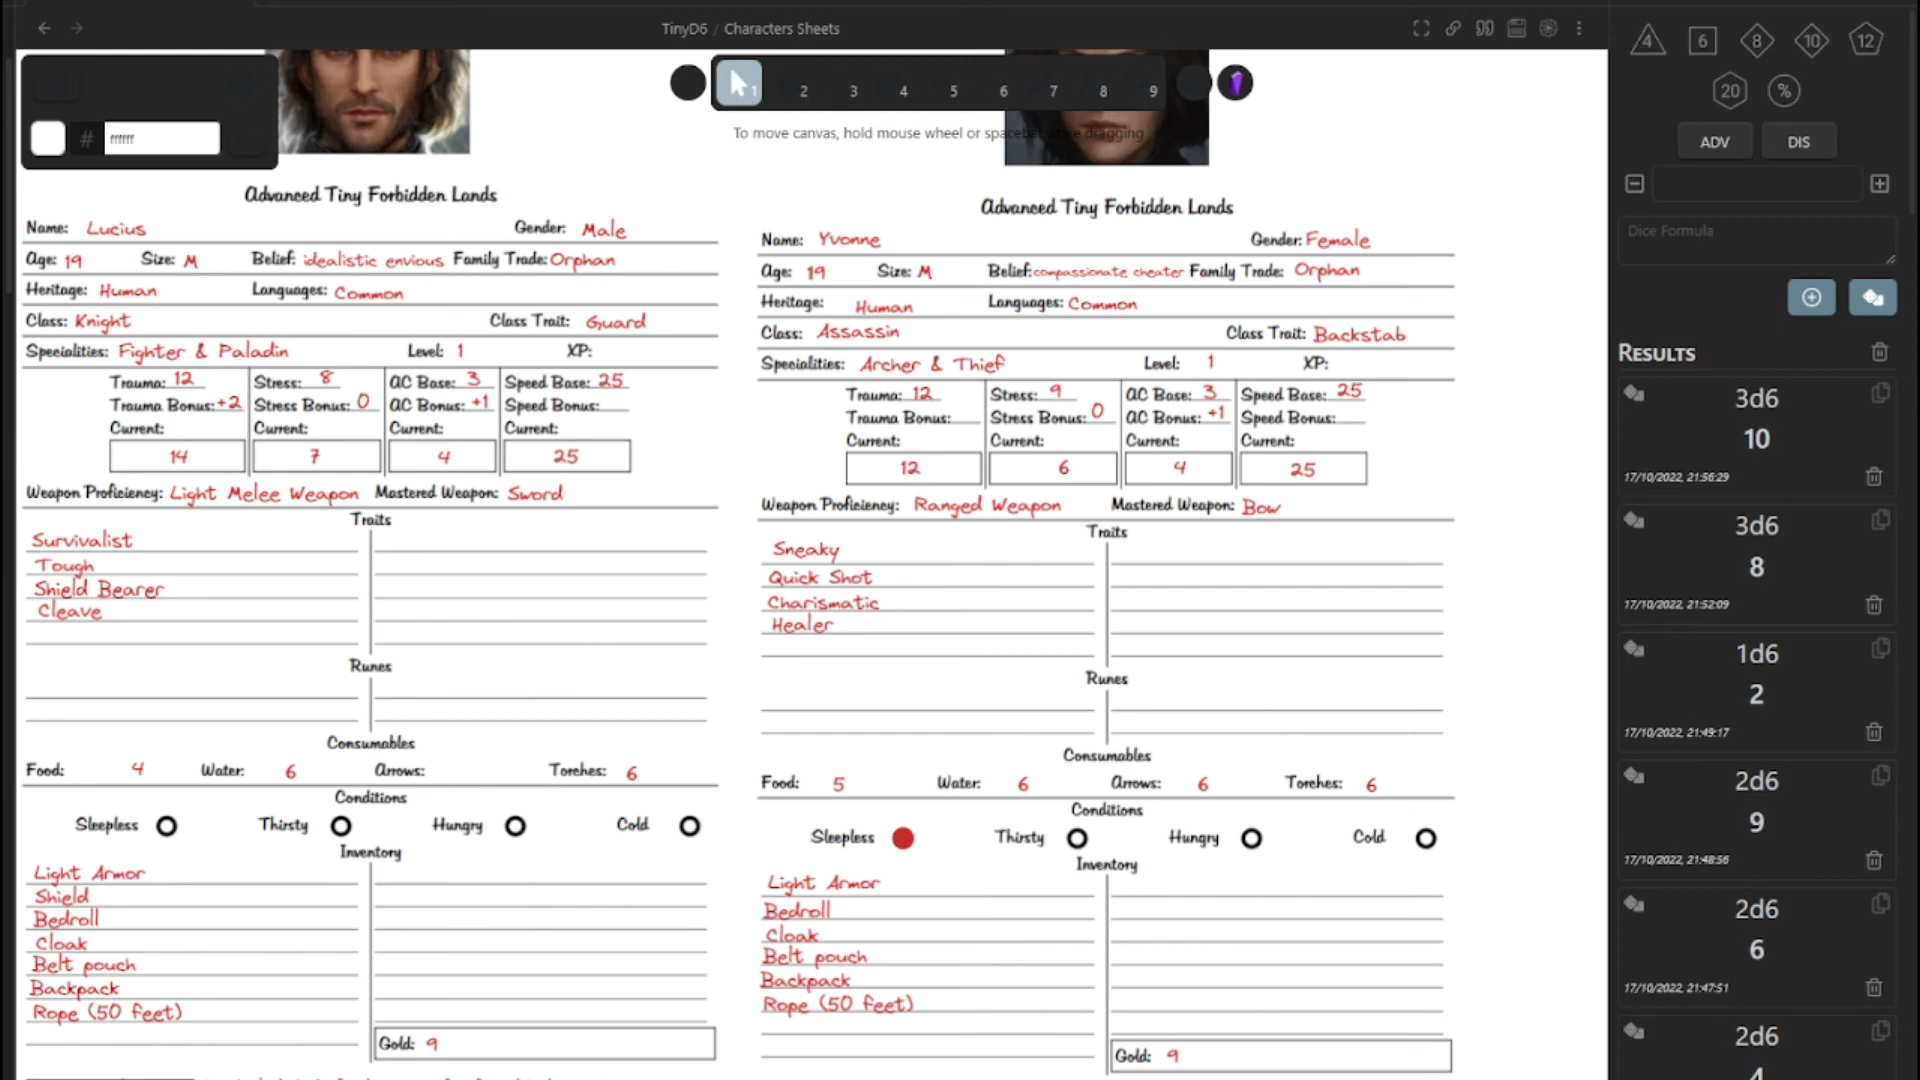 TinyD6 / Characters Sheets
1 2 3 4 5 6 7 8 9
To move canvas, hold mouse wheel or spacebar while dragging
# ffffff
Advanced Tiny Forbidden Lands
Name: Lucius Gender: Male
Age: 19 Size: M Belief: idealistic envious Family Trade: Orphan
Heritage: Human Languages: Common
Class: Knight Class Trait: Guard
Specialities: Fighter & Paladin Level: 1 XP:
Trauma: 12 Stress: 8 AC Base: 3 Speed Base: 25
Trauma Bonus: +2 Stress Bonus: 0 AC Bonus: +1 Speed Bonus:
Current: Current: Current: Current:
14 7 4 25
Weapon Proficiency: Light Melee Weapon Mastered Weapon: Sword
Traits
Survivalist
Tough
Shield Bearer
Cleave
Runes
Consumables
Food: 4 Water: 6 Arrows: Torches: 6
Conditions
Sleepless Thirsty Hungry Cold
Inventory
Light Armor
Shield
Bedroll
Cloak
Belt pouch
Backpack
Rope (50 feet)
Gold: 9
Advanced Tiny Forbidden Lands
Name: Yvonne Gender: Female
Age: 19 Size: M Belief: compassionate cheater Family Trade: Orphan
Heritage: Human Languages: Common
Class: Assassin Class Trait: Backstab
Specialities: Archer & Thief Level: 1 XP:
Trauma: 12 Stress: 9 AC Base: 3 Speed Base: 25
Trauma Bonus: Stress Bonus: 0 AC Bonus: +1 Speed Bonus:
Current: Current: Current: Current:
12 6 4 25
Weapon Proficiency: Ranged Weapon Mastered Weapon: Bow
Traits
Sneaky
Quick Shot
Charismatic
Healer
Runes
Consumables
Food: 5 Water: 6 Arrows: 6 Torches: 6
Conditions
Sleepless Thirsty Hungry Cold
Inventory
Light Armor
Bedroll
Cloak
Belt pouch
Backpack
Rope (50 feet)
Gold: 9
4 6 8 10 12
20 %
ADV DIS
Dice Formula
RESULTS
3d6
10
17/10/2022, 21:56:29
3d6
8
17/10/2022, 21:52:09
1d6
2
17/10/2022, 21:49:17
2d6
9
17/10/2022, 21:48:56
2d6
6
17/10/2022, 21:47:51
2d6
4